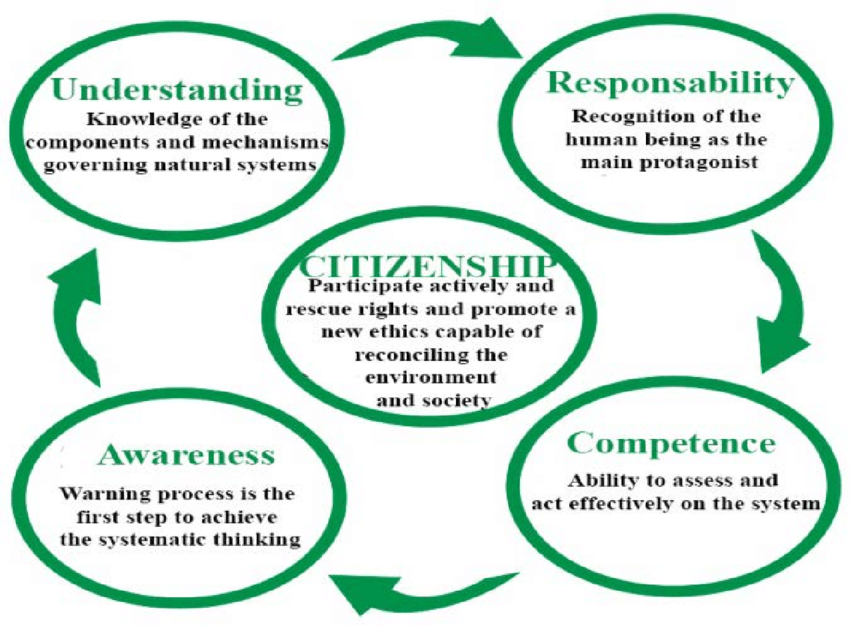 Understanding
Knowledge of the
components and mechanisms
governing natural systems
Responsability
Recognition of the
human being as the
main protagonist
CITIZENSHIP
Participate actively and
rescue rights and promote a
new ethics capable of
reconciling the
environment
and society
Awareness
Warning process is the
first step to achieve
the systematic thinking
Competence
Ability to assess and
act effectively on the system